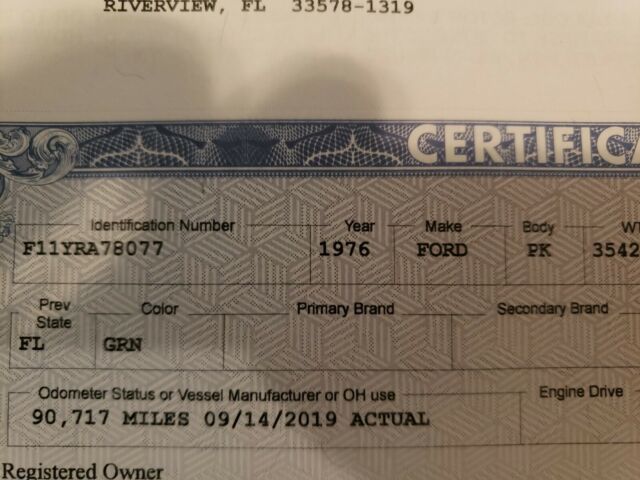 RIVERVIEW, FL 33578-1319
CERTIFICA
Identification Number Year Make Body WT
F11YRA78077 1976 FORD PK 3542
Prev State Color Primary Brand Secondary Brand
FL GRN
Odometer Status or Vessel Manufacturer or OH use Engine Drive
90,717 MILES 09/14/2019 ACTUAL
Registered Owner